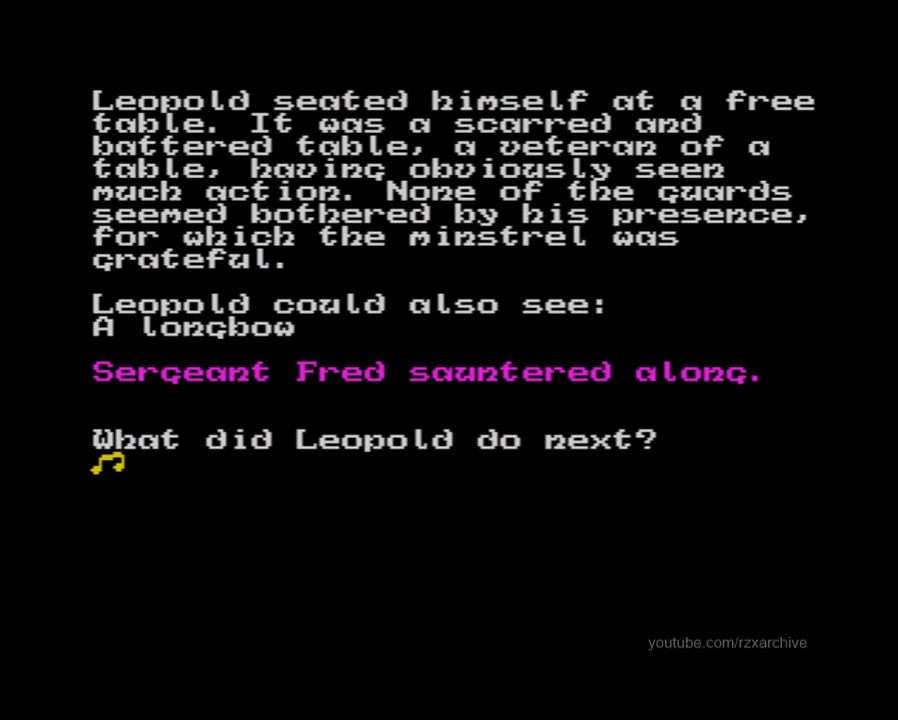 Leopold seated himself at a free
table. It was a scarred and
battered table, a veteran of a
table, having obviously seen
much action. None of the guards
seemed bothered by his presence,
for which the minstrel was
grateful.
Leopold could also see:
A longbow
Sergeant Fred sauntered along.
What did Leopold do next?
youtube.com/rzxarchive